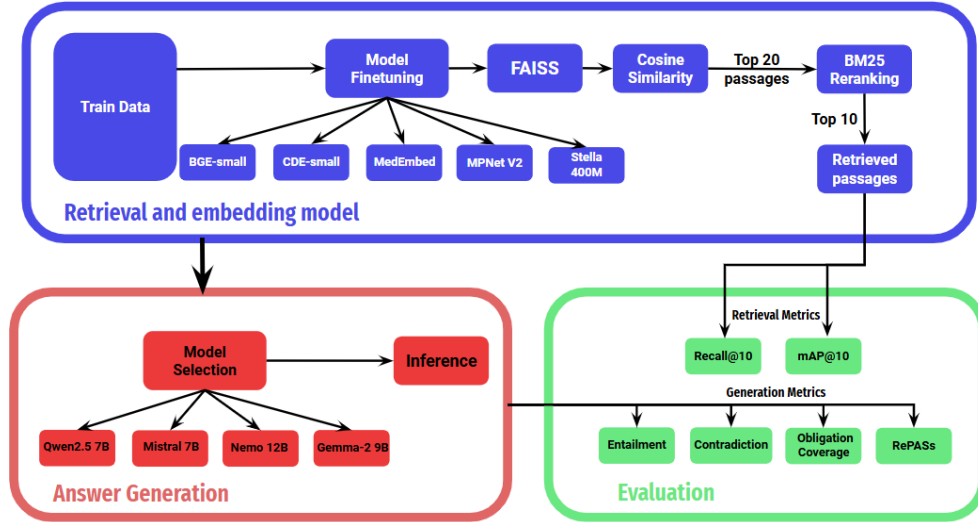 Train Data
Model
Finetuning
FAISS
Cosine
Similarity
Top 20
passages
BM25
Reranking
Top 10
BGE-small
CDE-small
MedEmbed
MPNet V2
Stella
400M
Retrieved
passages
Retrieval and embedding model
Model
Selection
Inference
Qwen2.5 7B
Mistral 7B
Nemo 12B
Gemma-2 9B
Answer Generation
Retrieval Metrics
Recall@10
mAP@10
Generation Metrics
Entailment
Contradiction
Obligation
Coverage
RePASs
Evaluation